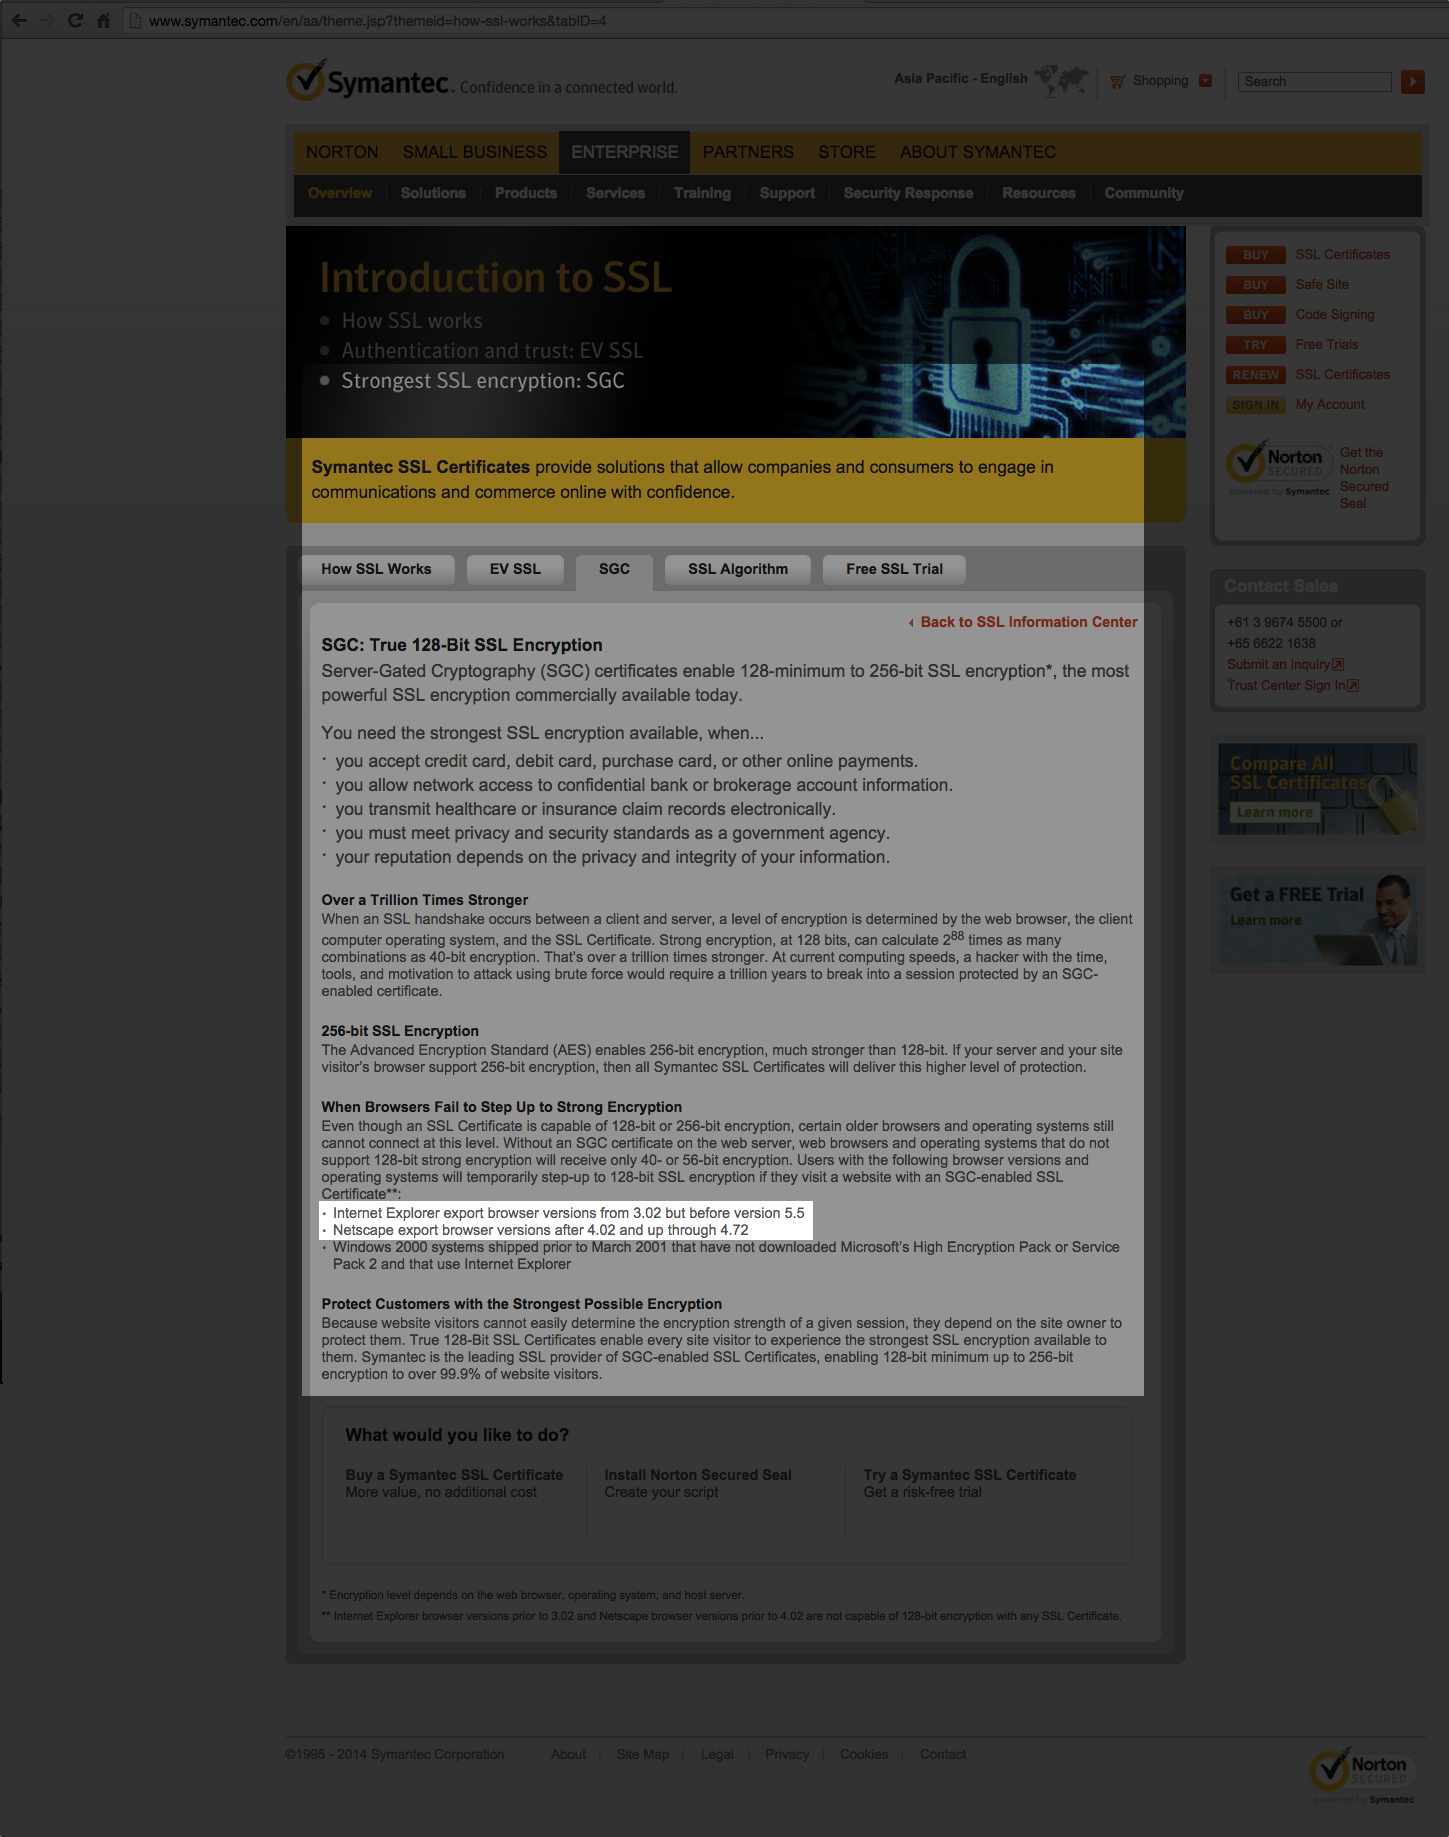 www.symantec.com/en/aa/theme.jsp?themeid=how-ssl-works&tabID=4
Symantec. Confidence in a connected world.
Asia Pacific - English
Shopping
Search
NORTON SMALL BUSINESS ENTERPRISE PARTNERS STORE ABOUT SYMANTEC
Overview Solutions Products Services Training Support Security Response Resources Community
Introduction to SSL
• How SSL works
• Authentication and trust: EV SSL
• Strongest SSL encryption: SGC
Symantec SSL Certificates provide solutions that allow companies and consumers to engage in
communications and commerce online with confidence.
BUY SSL Certificates
BUY Safe Site
BUY Code Signing
TRY Free Trials
RENEW SSL Certificates
SIGN IN My Account
Norton
SECURED
powered by Symantec
Get the
Norton
Secured
Seal
How SSL Works EV SSL SGC SSL Algorithm Free SSL Trial
Back to SSL Information Center
SGC: True 128-Bit SSL Encryption
Server-Gated Cryptography (SGC) certificates enable 128-minimum to 256-bit SSL encryption*, the most
powerful SSL encryption commercially available today.
You need the strongest SSL encryption available, when...
· you accept credit card, debit card, purchase card, or other online payments.
· you allow network access to confidential bank or brokerage account information.
· you transmit healthcare or insurance claim records electronically.
· you must meet privacy and security standards as a government agency.
· your reputation depends on the privacy and integrity of your information.
Over a Trillion Times Stronger
When an SSL handshake occurs between a client and server, a level of encryption is determined by the web browser, the client
computer operating system, and the SSL Certificate. Strong encryption, at 128 bits, can calculate 2^88 times as many
combinations as 40-bit encryption. That's over a trillion times stronger. At current computing speeds, a hacker with the time,
tools, and motivation to attack using brute force would require a trillion years to break into a session protected by an SGC-
enabled certificate.
256-bit SSL Encryption
The Advanced Encryption Standard (AES) enables 256-bit encryption, much stronger than 128-bit. If your server and your site
visitor's browser support 256-bit encryption, then all Symantec SSL Certificates will deliver this higher level of protection.
When Browsers Fail to Step Up to Strong Encryption
Even though an SSL Certificate is capable of 128-bit or 256-bit encryption, certain older browsers and operating systems still
cannot connect at this level. Without an SGC certificate on the web server, web browsers and operating systems that do not
support 128-bit strong encryption will receive only 40- or 56-bit encryption. Users with the following browser versions and
operating systems will temporarily step-up to 128-bit SSL encryption if they visit a website with an SGC-enabled SSL
Certificate**:
· Internet Explorer export browser versions from 3.02 but before version 5.5
· Netscape export browser versions after 4.02 and up through 4.72
· Windows 2000 systems shipped prior to March 2001 that have not downloaded Microsoft's High Encryption Pack or Service
Pack 2 and that use Internet Explorer
Protect Customers with the Strongest Possible Encryption
Because website visitors cannot easily determine the encryption strength of a given session, they depend on the site owner to
protect them. True 128-Bit SSL Certificates enable every site visitor to experience the strongest SSL encryption available to
them. Symantec is the leading SSL provider of SGC-enabled SSL Certificates, enabling 128-bit minimum up to 256-bit
encryption to over 99.9% of website visitors.
Contact Sales
+61 3 9674 5500 or
+65 6622 1638
Submit an Inquiry
Trust Center Sign In
Compare All
SSL Certificates
Learn more
Get a FREE Trial
Learn more
What would you like to do?
Buy a Symantec SSL Certificate
More value, no additional cost
Install Norton Secured Seal
Create your script
Try a Symantec SSL Certificate
Get a risk-free trial
* Encryption level depends on the web browser, operating system, and host server.
** Internet Explorer browser versions prior to 3.02 and Netscape browser versions prior to 4.02 are not capable of 128-bit encryption with any SSL Certificate.
©1995 - 2014 Symantec Corporation About Site Map Legal Privacy Cookies Contact
Norton
SECURED
powered by Symantec